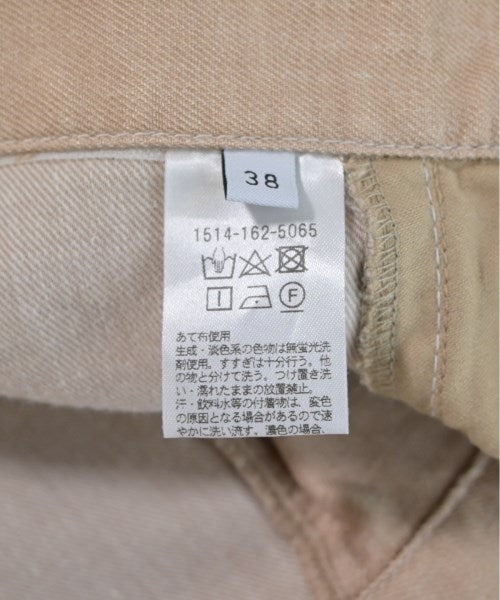 38
1514-162-5065
F
あて布使用
生成・淡色系の色物は無蛍光洗
剤使用。すすぎは十分行う。他
の物と分けて洗う。つけ置き洗
い・濡れたままの放置禁止。
汗・飲料水等の付着物は、変色
の原因となる場合があるので速
やかに洗い流す。濃色の場合、